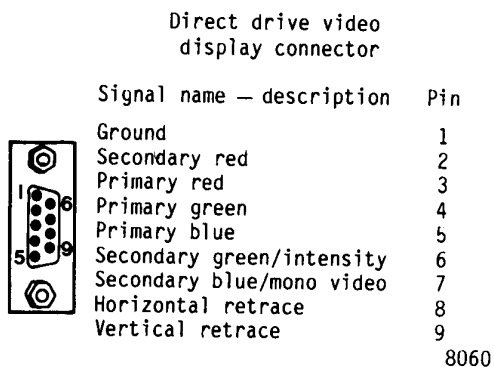 Direct drive video
display connector
Signal name — description Pin
Ground 1
Secondary red 2
Primary red 3
Primary green 4
Primary blue 5
Secondary green/intensity 6
Secondary blue/mono video 7
Horizontal retrace 8
Vertical retrace 9
1
6
5
9
8060